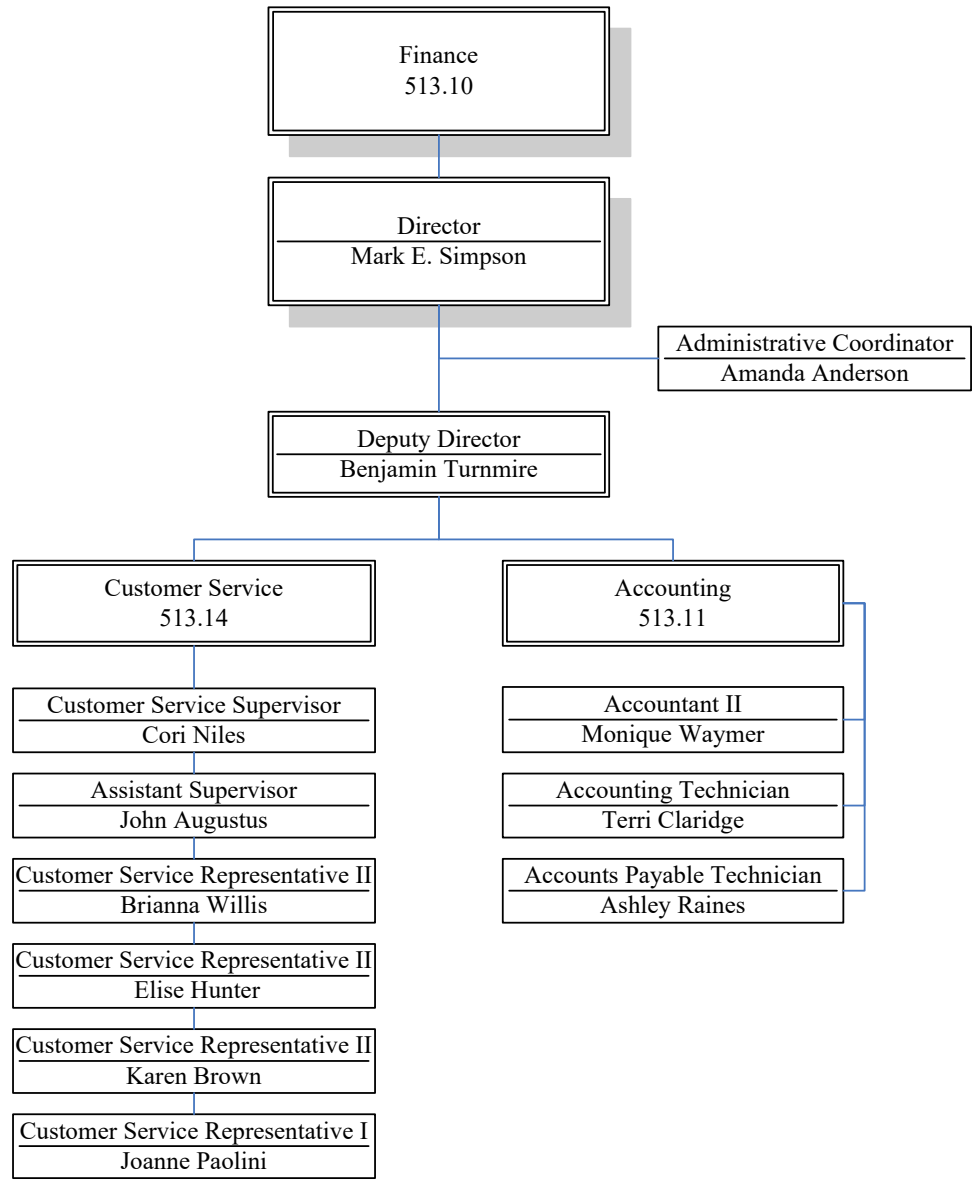 Finance
513.10
Director
Mark E. Simpson
Administrative Coordinator
Amanda Anderson
Deputy Director
Benjamin Turnmire
Customer Service
513.14
Customer Service Supervisor
Cori Niles
Assistant Supervisor
John Augustus
Customer Service Representative II
Brianna Willis
Customer Service Representative II
Elise Hunter
Customer Service Representative II
Karen Brown
Customer Service Representative I
Joanne Paolini
Accounting
513.11
Accountant II
Monique Waymer
Accounting Technician
Terri Claridge
Accounts Payable Technician
Ashley Raines